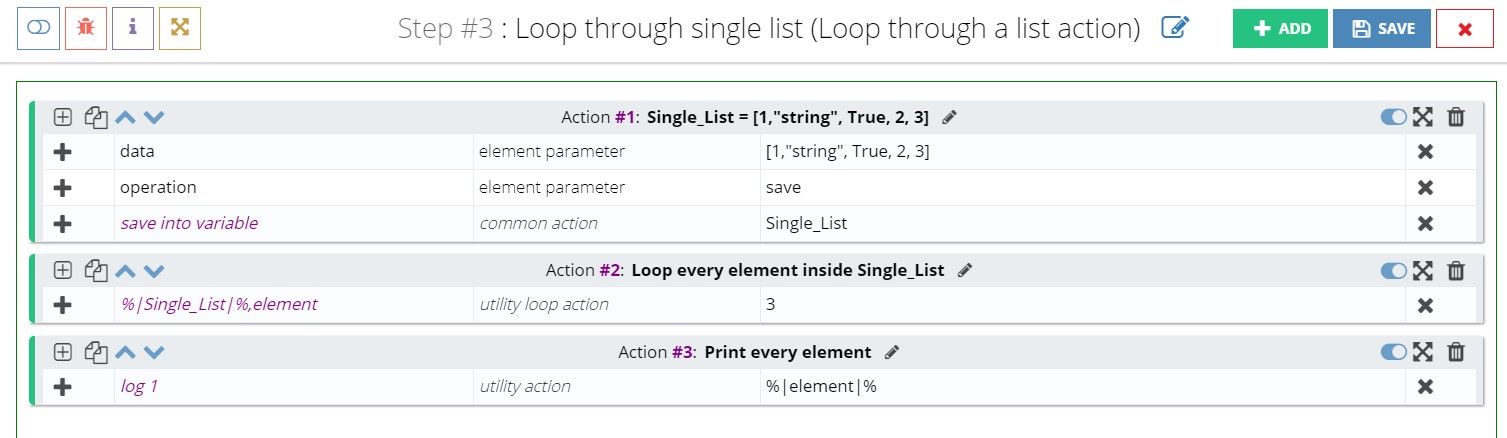 Step #3 : Loop through single list (Loop through a list action)
ADD
SAVE
Action #1: Single_List = [1,"string", True, 2, 3]
data element parameter [1,"string", True, 2, 3]
operation element parameter save
save into variable common action Single_List
Action #2: Loop every element inside Single_List
%|Single_List|%,element utility loop action 3
Action #3: Print every element
log 1 utility action %|element|%